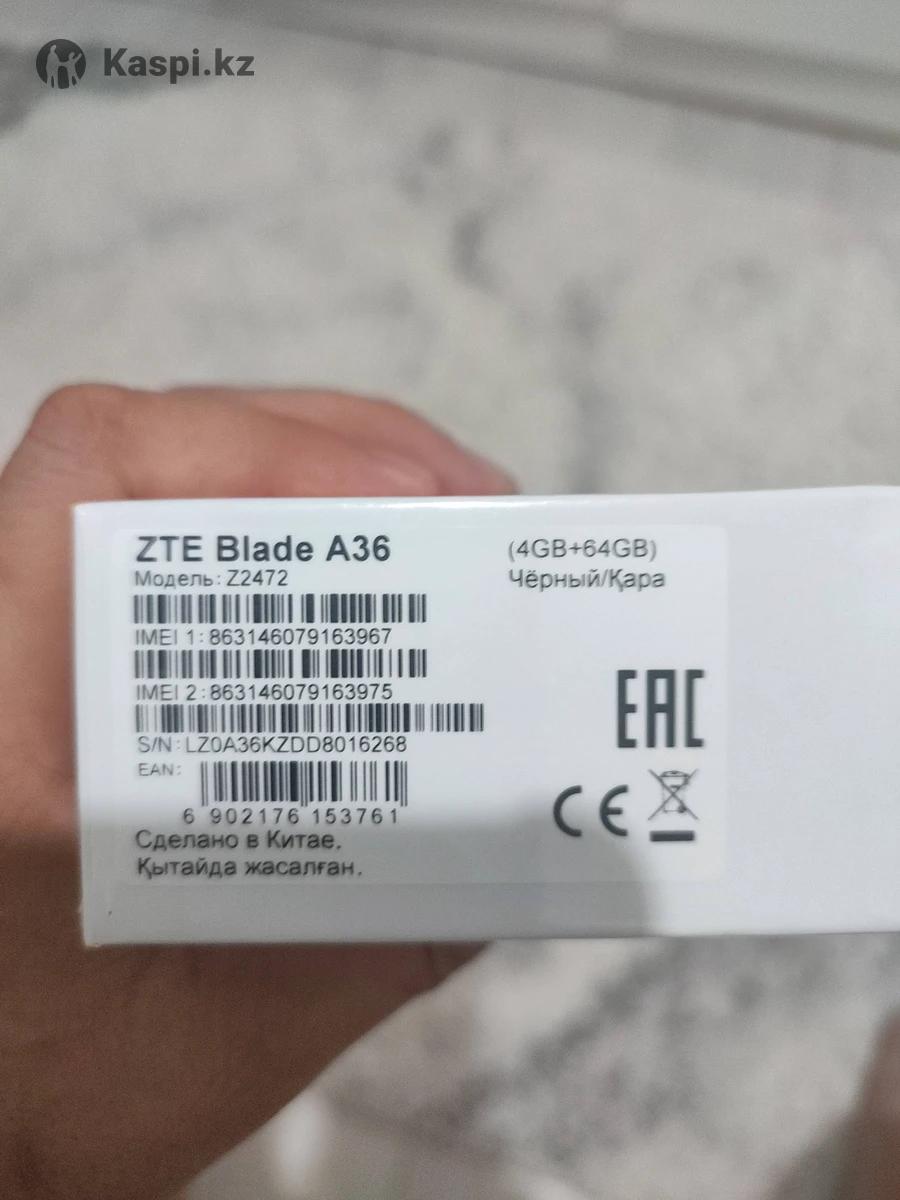 Kaspi.kz
ZTE Blade A36 (4GB+64GB)
Модель: Z2472 Чёрный/Қара
IMEI 1: 863146079163967
IMEI 2: 863146079163975
S/N: LZ0A36KZDD8016268
EAN:
6 902176 153761
EAC
CE
Сделано в Китае.
Қытайда жасалған.